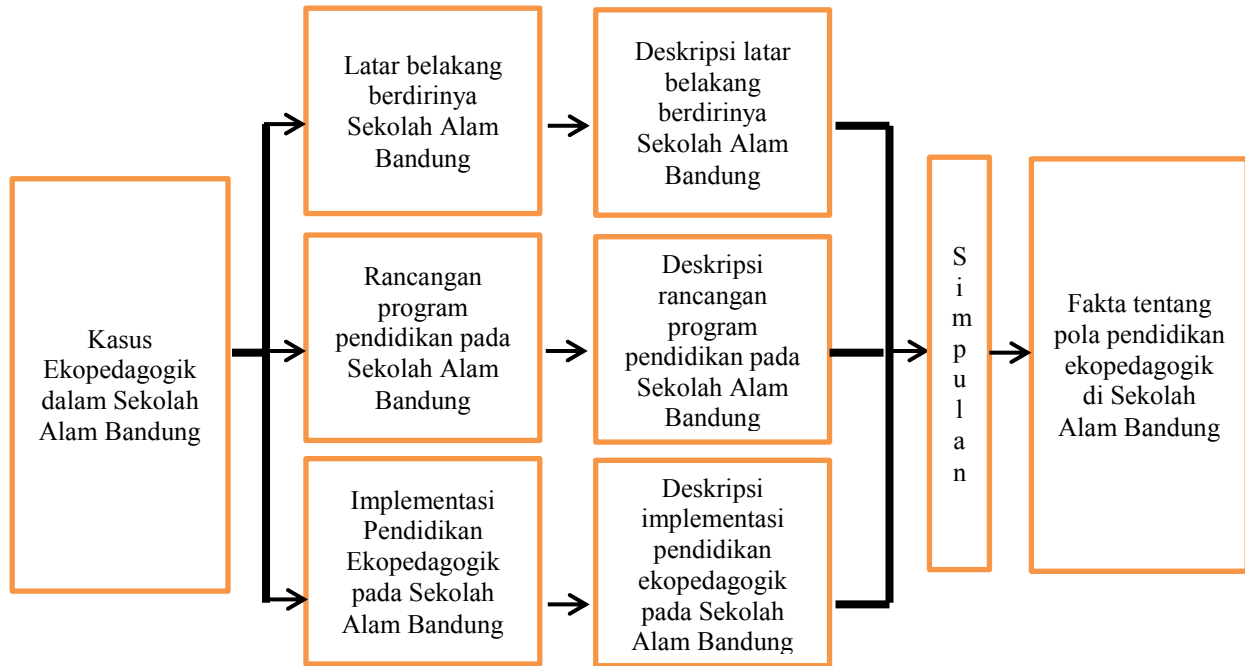 Kasus
Ekopedagogik
dalam Sekolah
Alam Bandung
Latar belakang
berdirinya
Sekolah Alam
Bandung
Deskripsi latar
belakang
berdirinya
Sekolah Alam
Bandung
Rancangan
program
pendidikan pada
Sekolah Alam
Bandung
Deskripsi
rancangan
program
pendidikan pada
Sekolah Alam
Bandung
Implementasi
Pendidikan
Ekopedagogik
pada Sekolah
Alam Bandung
Deskripsi
implementasi
pendidikan
ekopedagogik
pada Sekolah
Alam Bandung
S
i
m
p
u
l
a
n
Fakta tentang
pola pendidikan
ekopedagogik
di Sekolah
Alam Bandung